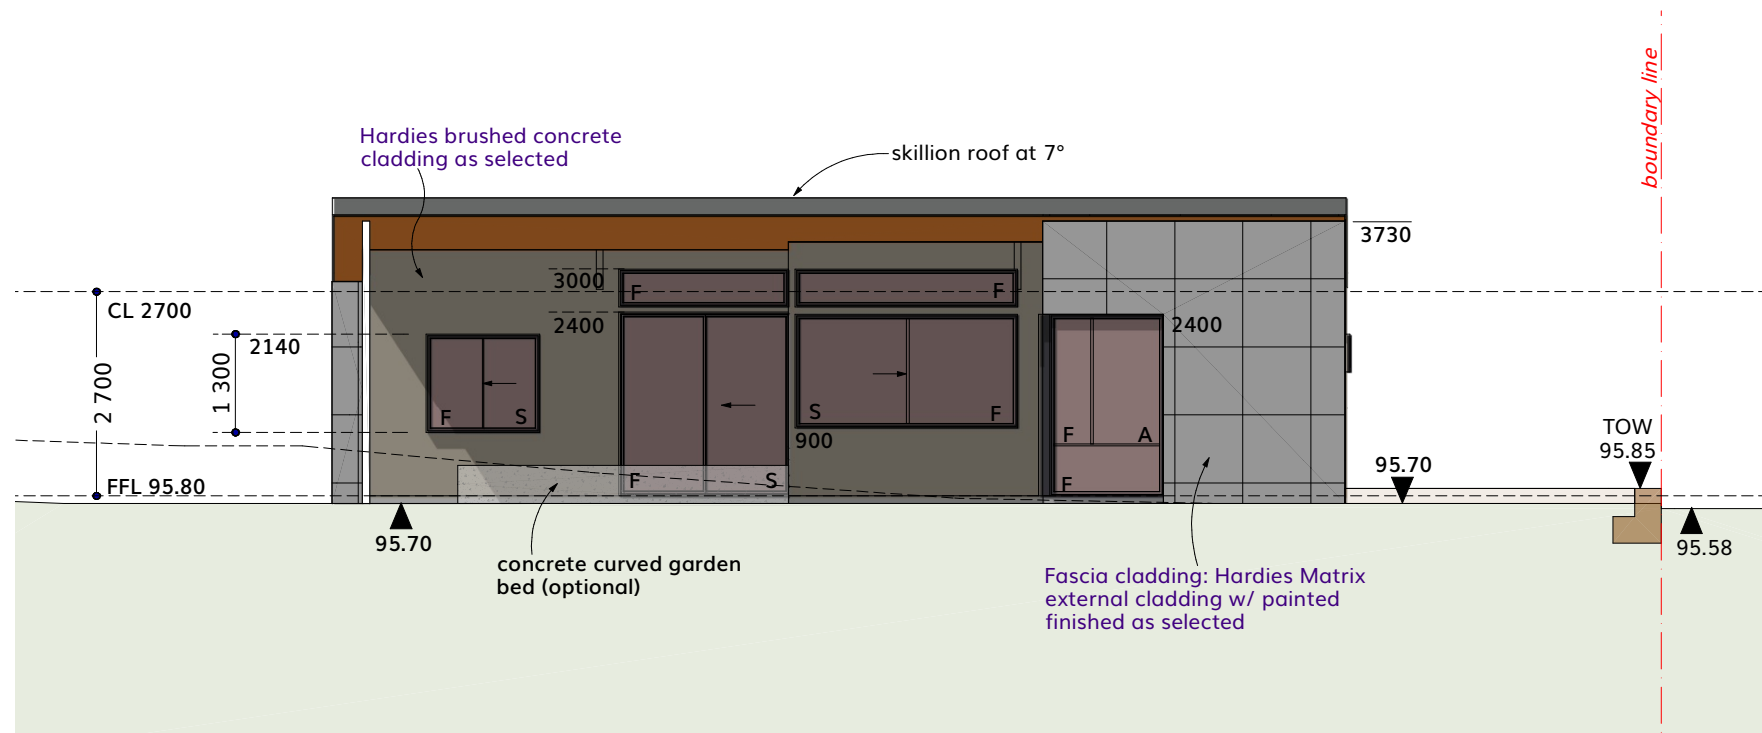 boundary line
Hardies brushed concrete
cladding as selected
skillion roof at 7°
3730
3000
F
F
CL 2700
2400
2400
2140
2 700
1 300
F
S
S
F
900
F
A
TOW
95.85
95.70
FFL 95.80
F
S
F
95.70
95.58
concrete curved garden
bed (optional)
Fascia cladding: Hardies Matrix
external cladding w/ painted
finished as selected